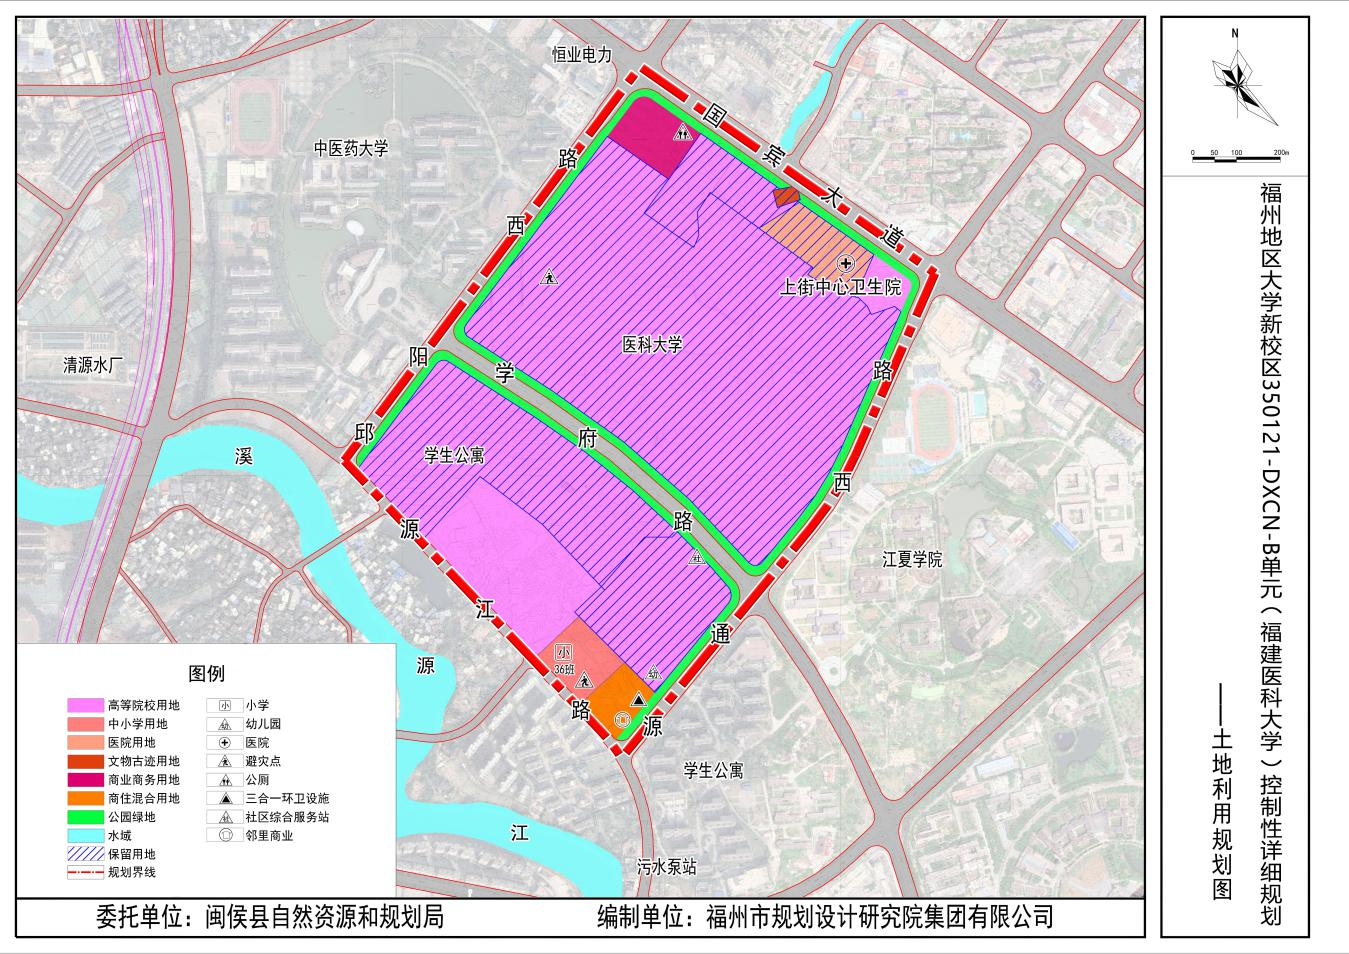 恒业电力
中医药大学
清源水厂
国宾大道
邱阳西路
学府路
源通西路
源江路
上街中心卫生院
医科大学
学生公寓
江夏学院
小
36班
幼
社
学生公寓
污水泵站
溪
源
江
图例
高等院校用地
中小学用地
医院用地
文物古迹用地
商业商务用地
商住混合用地
公园绿地
水域
保留用地
规划界线
小 小学
幼 幼儿园
医院
避灾点
公厕
三合一环卫设施
社 社区综合服务站
邻里商业
委托单位：闽侯县自然资源和规划局
编制单位：福州市规划设计研究院集团有限公司
N
0 50 100 200m
福州地区大学新校区350121-DXCN-B单元（福建医科大学）控制性详细规划
——土地利用规划图